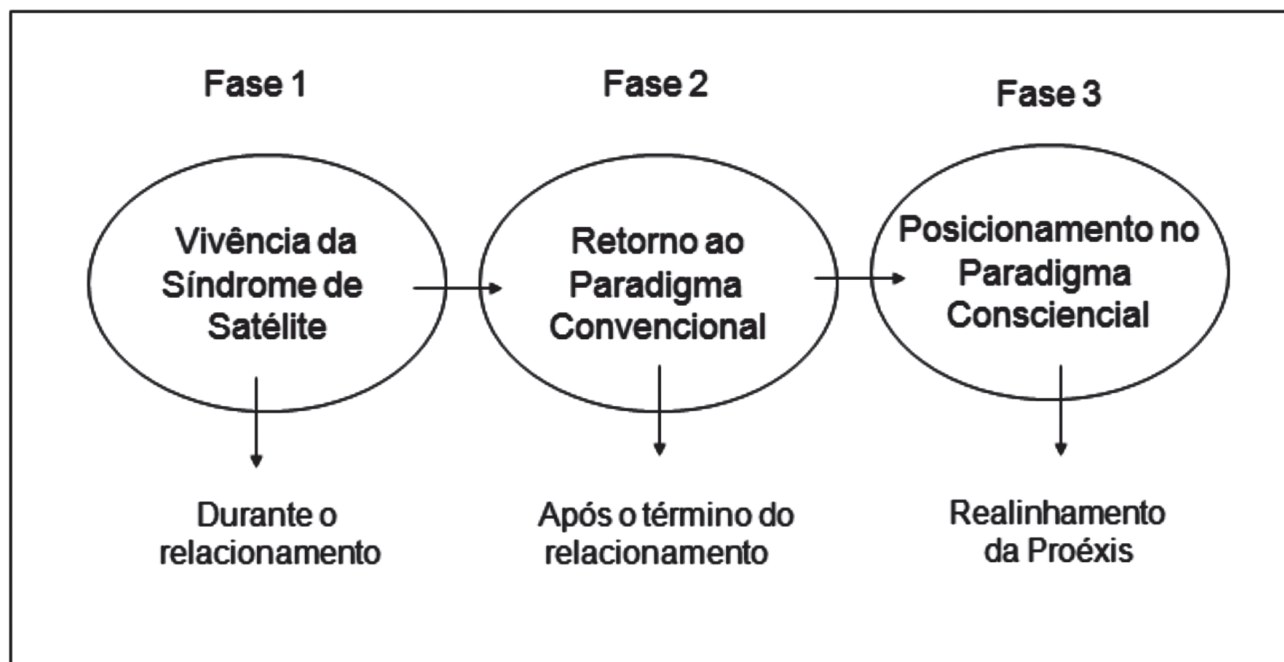 Fase 1
Fase 2
Fase 3
Vivência da
Síndrome de
Satélite
Retorno ao
Paradigma
Convencional
Posicionamento no
Paradigma
Consciencial
Durante o
relacionamento
Após o término do
relacionamento
Realinhamento
da Proéxis